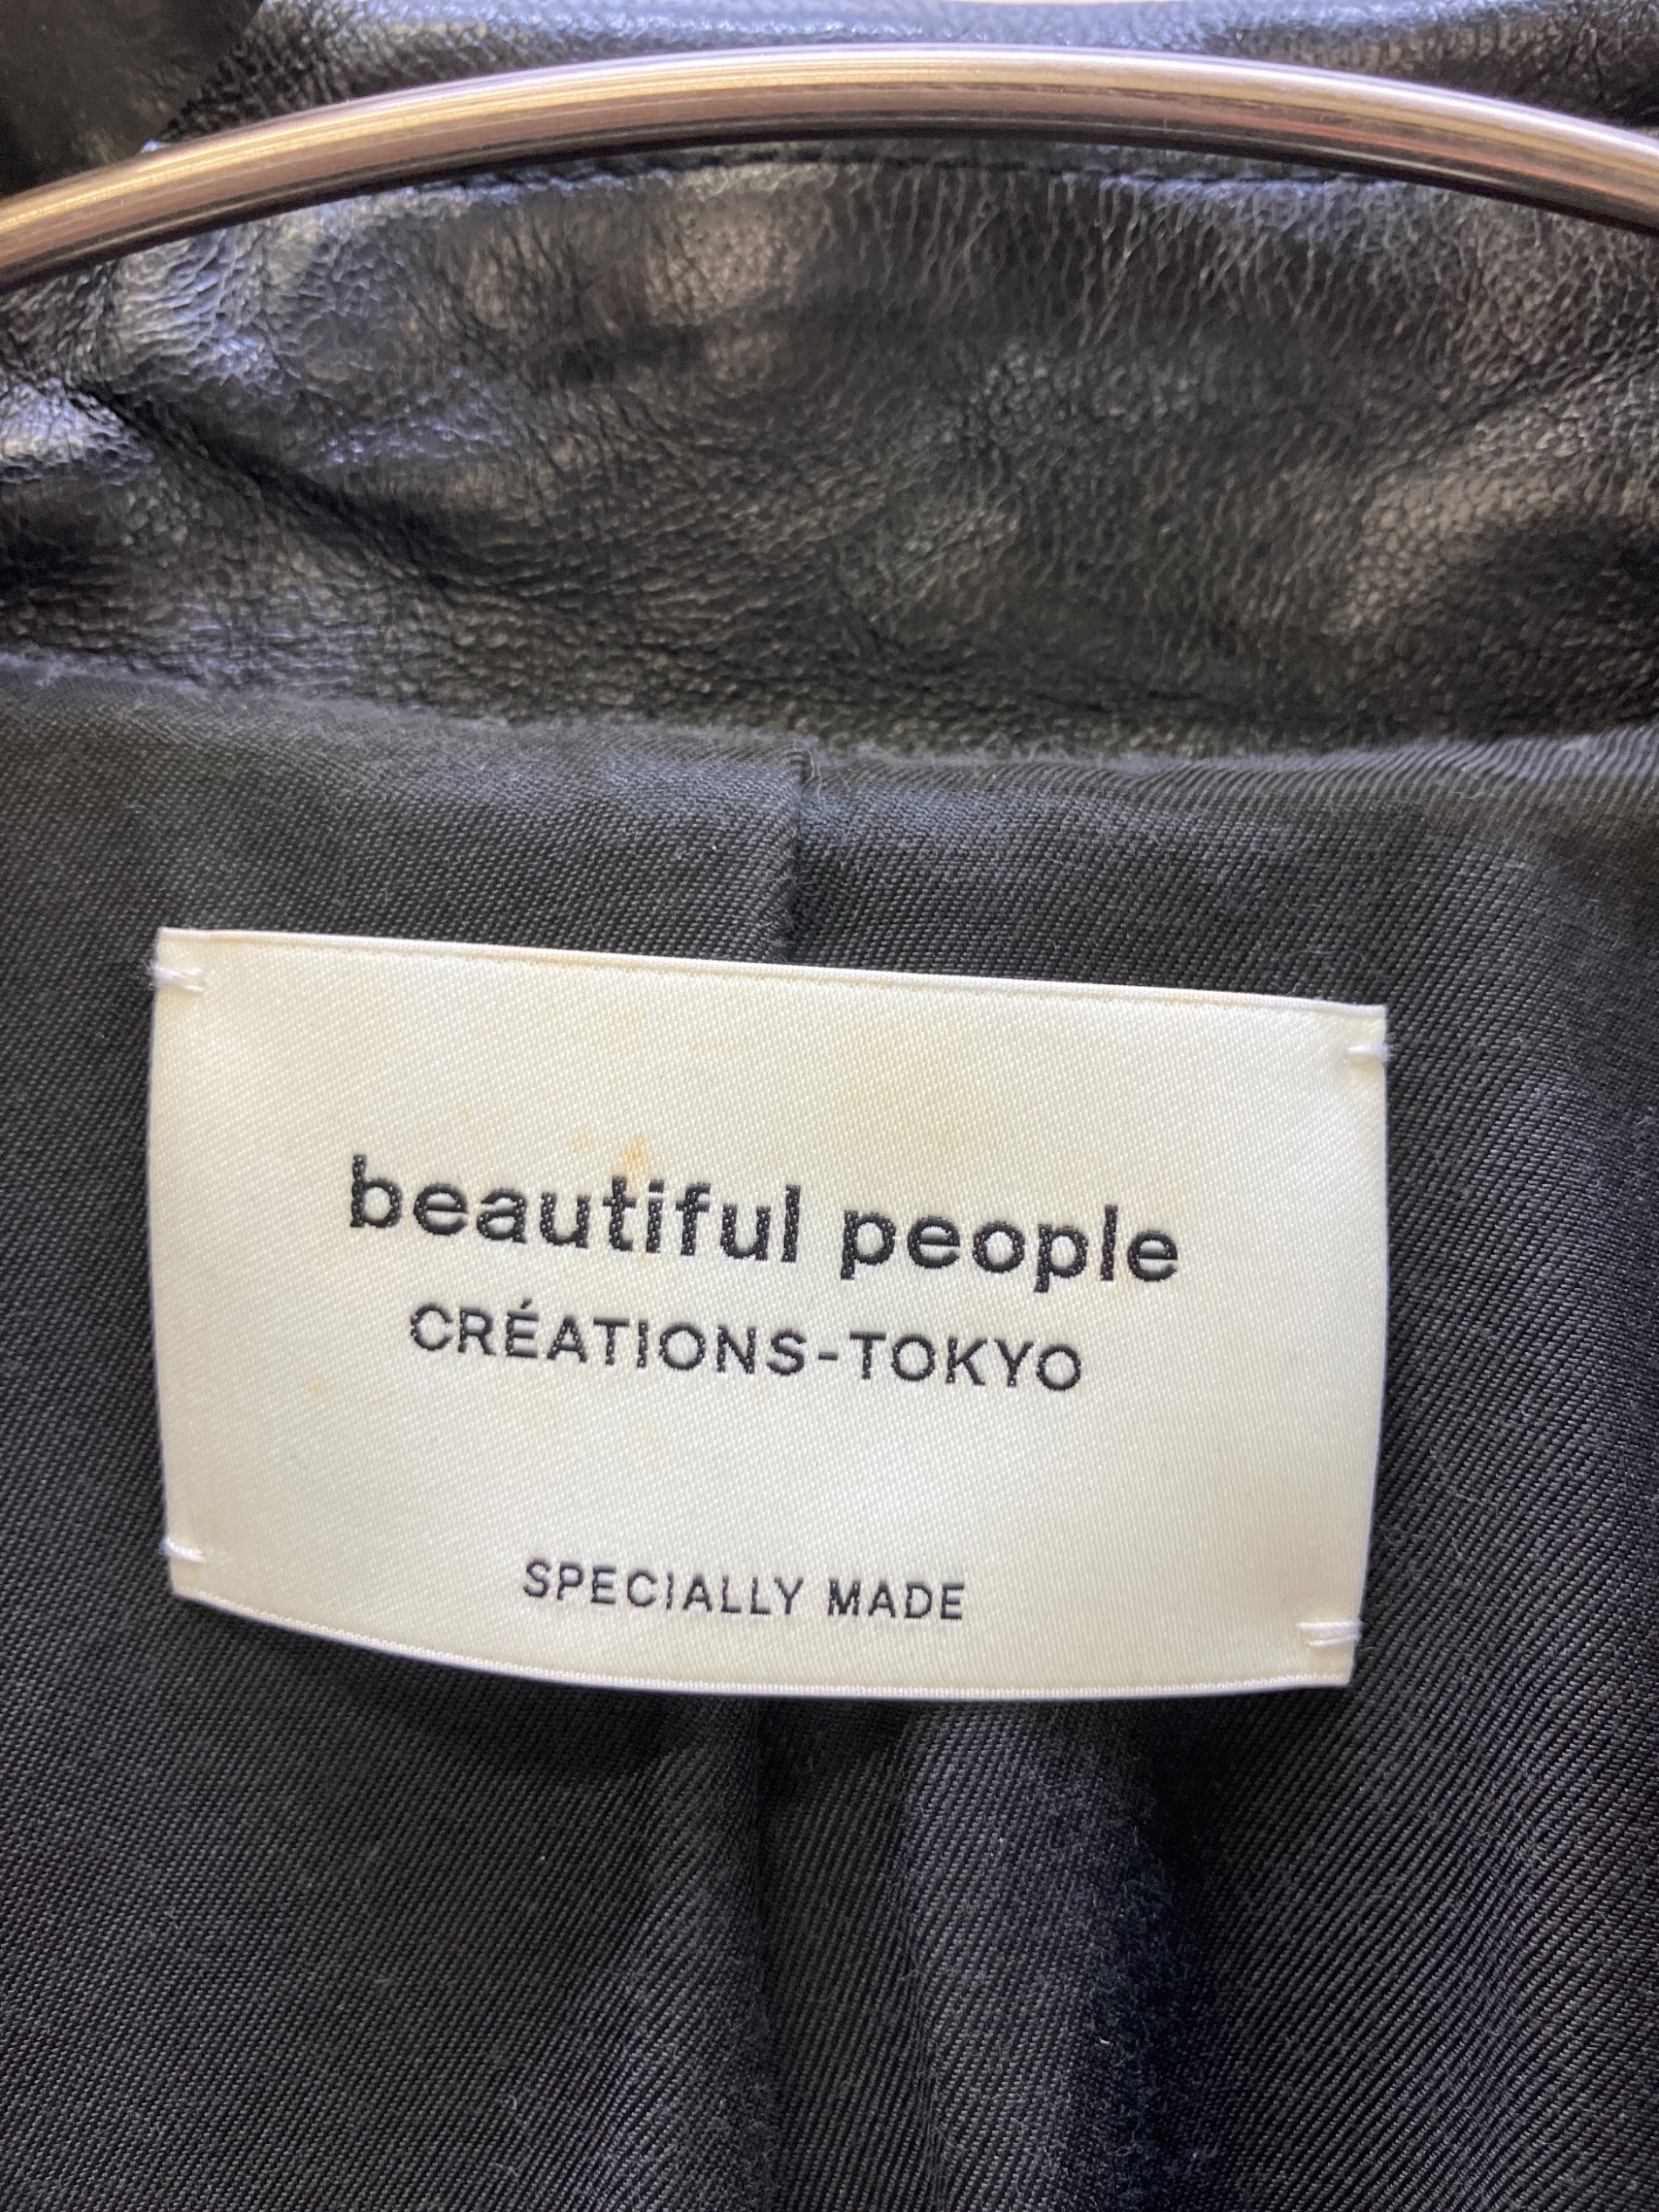 beautiful people
CRÉATIONS-TOKYO
SPECIALLY MADE